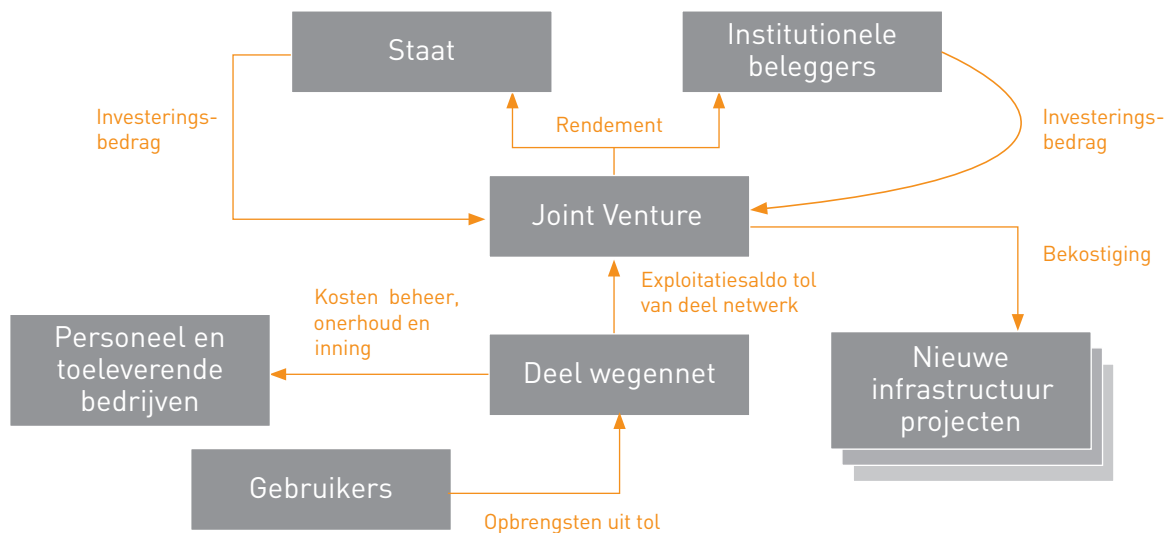 Staat
Institutionele
beleggers
Investerings-
bedrag
Rendement
Investerings-
bedrag
Joint Venture
Bekostiging
Exploitatiesaldo tol
van deel netwerk
Kosten  beheer,
onerhoud en
inning
Personeel en
toeleverende
bedrijven
Deel wegennet
Nieuwe
infrastructuur
projecten
Gebruikers
Opbrengsten uit tol